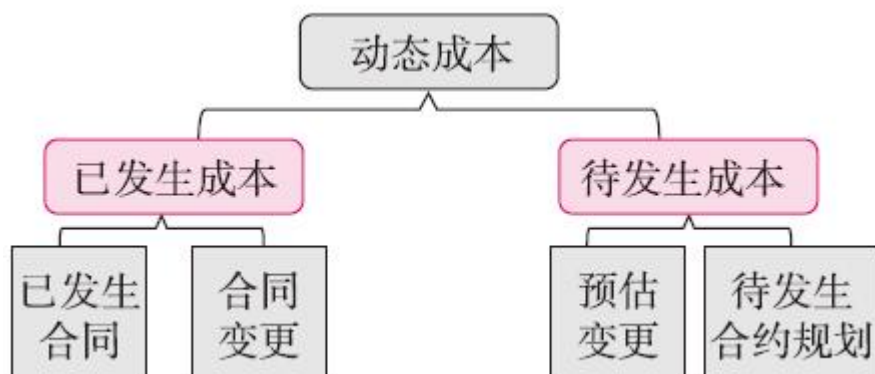 动态成本
已发生成本
待发生成本
已发生
合同
合同
变更
预估
变更
待发生
合约规划